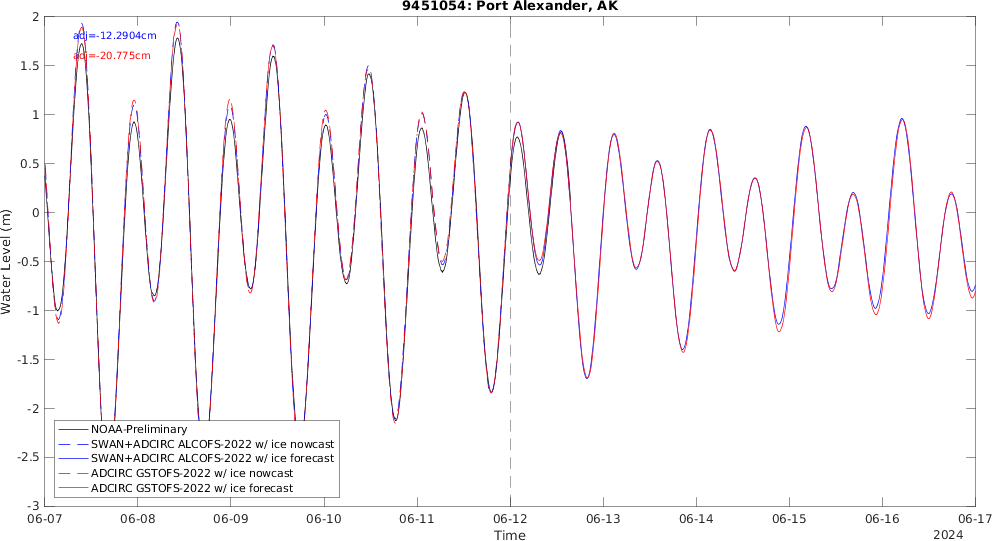 9451054: Port Alexander, AK
adj=-12.2904cm
adj=-20.775cm
2
1.5
1
0.5
0
-0.5
-1
-1.5
-2
-2.5
-3
Water Level (m)
NOAA-Preliminary
SWAN+ADCIRC ALCOFS-2022 w/ ice nowcast
SWAN+ADCIRC ALCOFS-2022 w/ ice forecast
ADCIRC GSTOFS-2022 w/ ice nowcast
ADCIRC GSTOFS-2022 w/ ice forecast
06-07 06-08 06-09 06-10 06-11 06-12 06-13 06-14 06-15 06-16 06-17
Time
2024